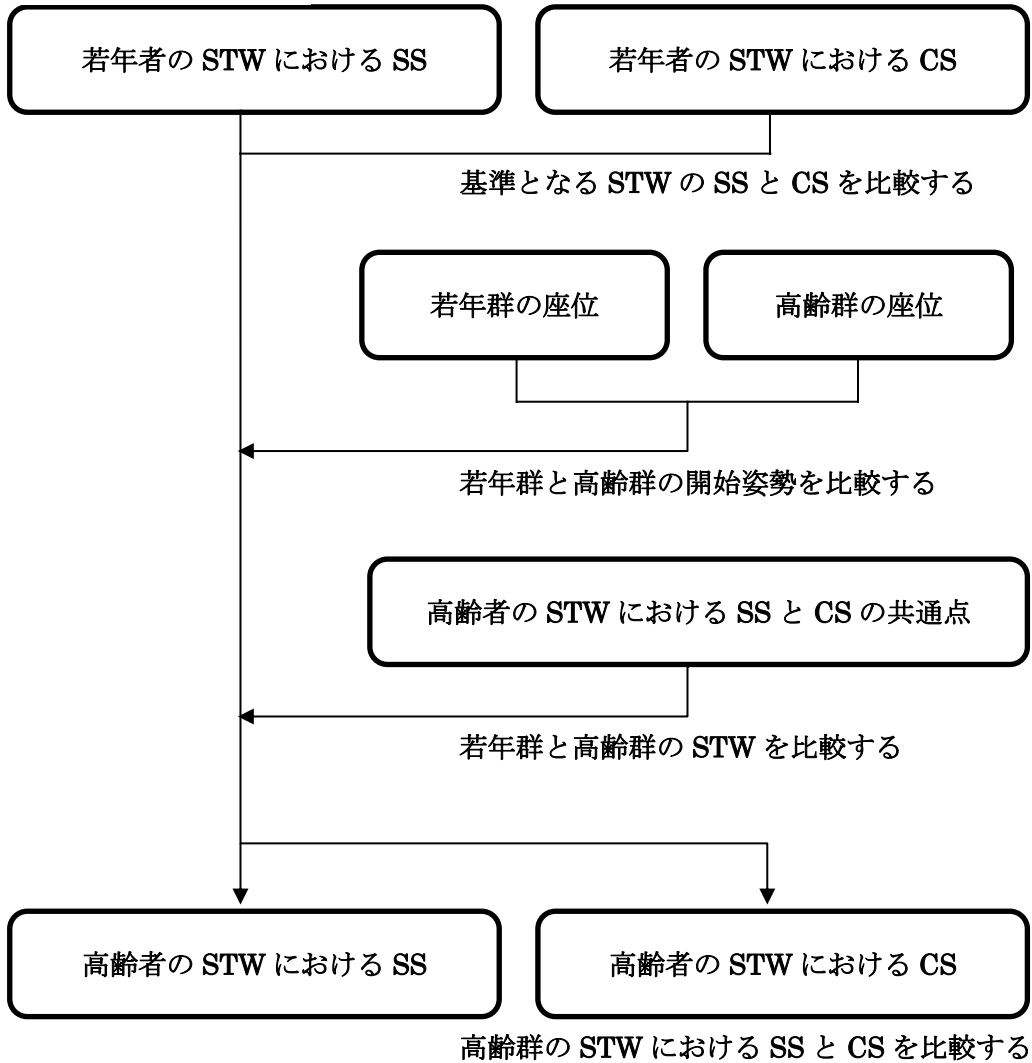 若年者の STW における SS
若年者の STW における CS
基準となる STW の SS と CS を比較する
若年群の座位
高齢群の座位
若年群と高齢群の開始姿勢を比較する
高齢者の STW における SS と CS の共通点
若年群と高齢群の STW を比較する
高齢者の STW における SS
高齢者の STW における CS
高齢群の STW における SS と CS を比較する